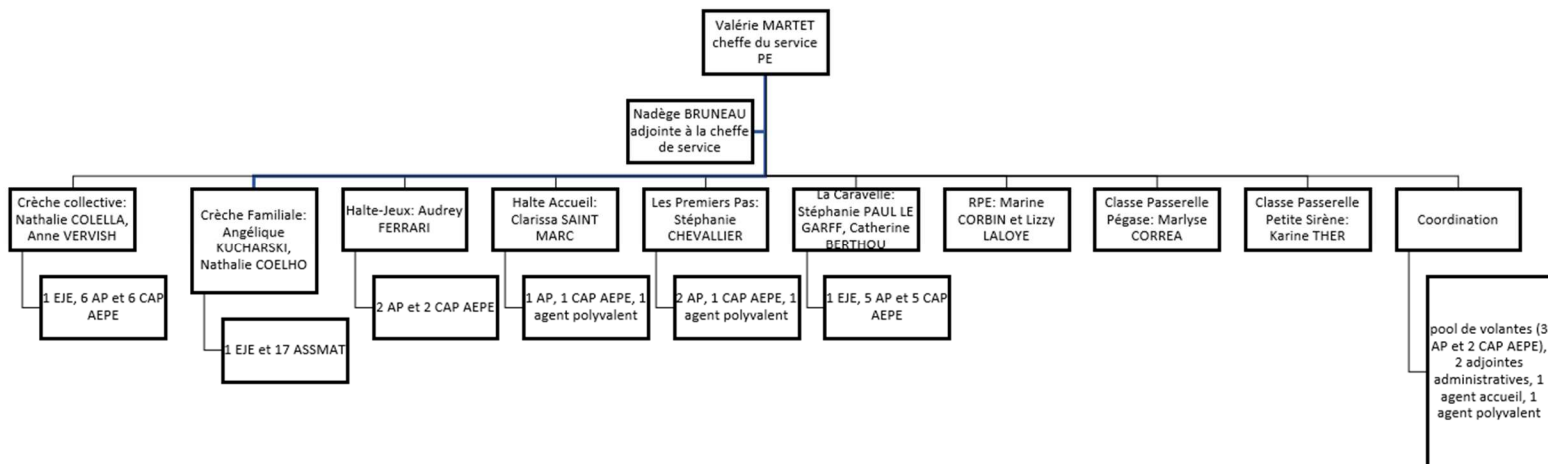 Valérie MARTET
cheffe du service
PE
Nadège BRUNEAU
adjointe à la cheffe
de service
Crèche collective:
Nathalie COLELLA,
Anne VERVISH
Crèche Familiale:
Angélique
KUCHARSKI,
Nathalie COELHO
Halte-Jeux: Audrey
FERRARI
Halte Accueil:
Clarissa SAINT
MARC
Les Premiers Pas:
Stéphanie
CHEVALLIER
La Caravelle:
Stéphanie PAUL LE
GARFF, Catherine
BERTHOU
RPE: Marine
CORBIN et Lizzy
LALOYE
Classe Passerelle
Pégase: Marlyse
CORREA
Classe Passerelle
Petite Sirène:
Karine THER
Coordination
1 EJE, 6 AP et 6 CAP
AEPE
1 EJE et 17 ASSMAT
2 AP et 2 CAP AEPE
1 AP, 1 CAP AEPE, 1
agent polyvalent
2 AP, 1 CAP AEPE, 1
agent polyvalent
1 EJE, 5 AP et 5 CAP
AEPE
pool de volantes (3
AP et 2 CAP AEPE),
2 adjointes
administratives, 1
agent accueil, 1
agent polyvalent